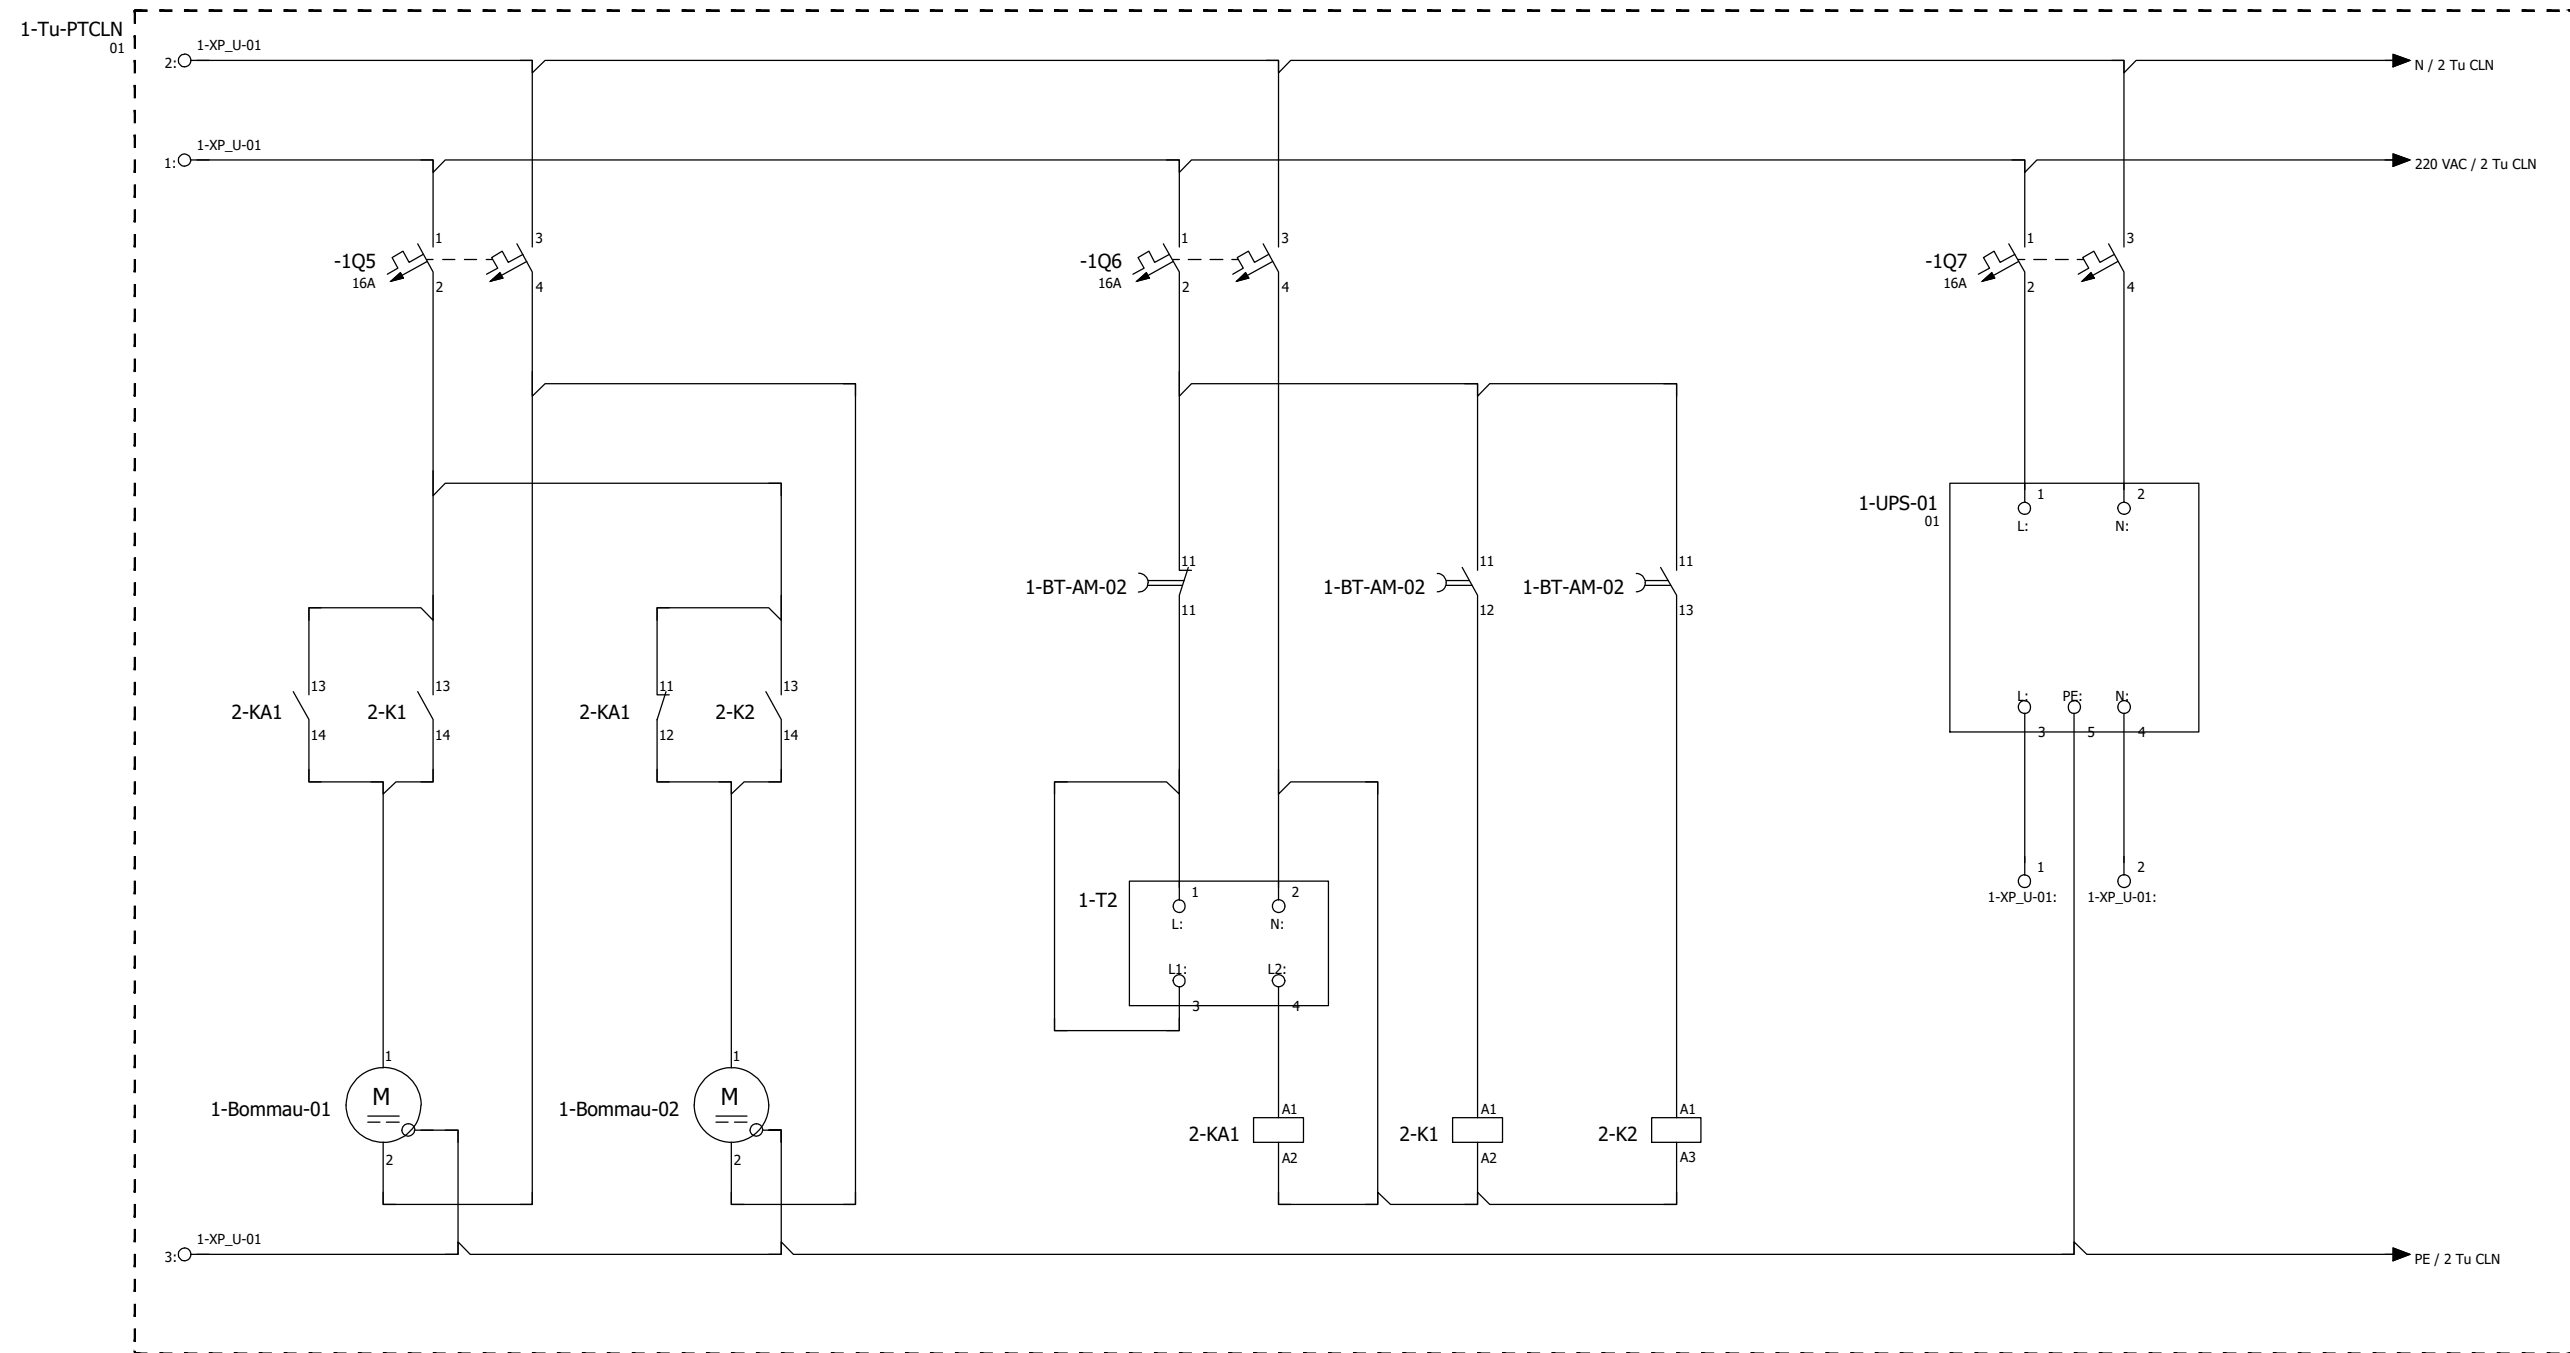 1-Tu-PTCLN
01
2:
1-XP_U-01
N / 2 Tu CLN
1:
1-XP_U-01
220 VAC / 2 Tu CLN
-1Q5
16A
1
2
3
4
-1Q6
16A
1
2
3
4
-1Q7
16A
1
2
3
4
1-UPS-01
01
1
L:
2
N:
L:
PE:
N:
3
5
4
1
1-XP_U-01:
2
1-XP_U-01:
1-BT-AM-02
11
11
1-BT-AM-02
11
12
1-BT-AM-02
11
13
2-KA1
13
14
2-K1
13
14
2-KA1
11
12
2-K2
13
14
1-T2
1
L:
2
N:
L1:
3
L2:
4
1-Bommau-01
M
1
2
1-Bommau-02
M
1
2
2-KA1
A1
A2
2-K1
A1
A2
2-K2
A1
A3
3:
1-XP_U-01
PE / 2 Tu CLN